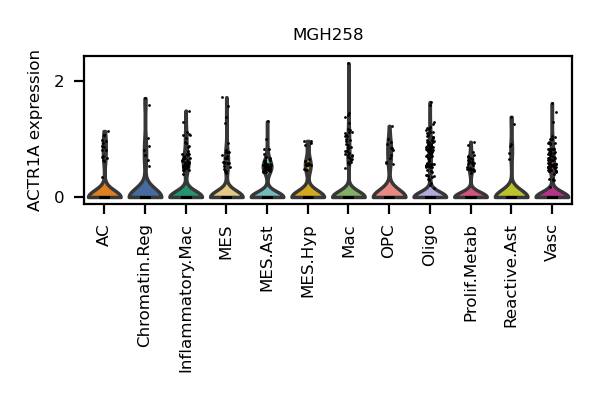 MGH258
ACTR1A expression
2
0
AC
Chromatin.Reg
Inflammatory.Mac
MES
MES.Ast
MES.Hyp
Mac
OPC
Oligo
Prolif.Metab
Reactive.Ast
Vasc